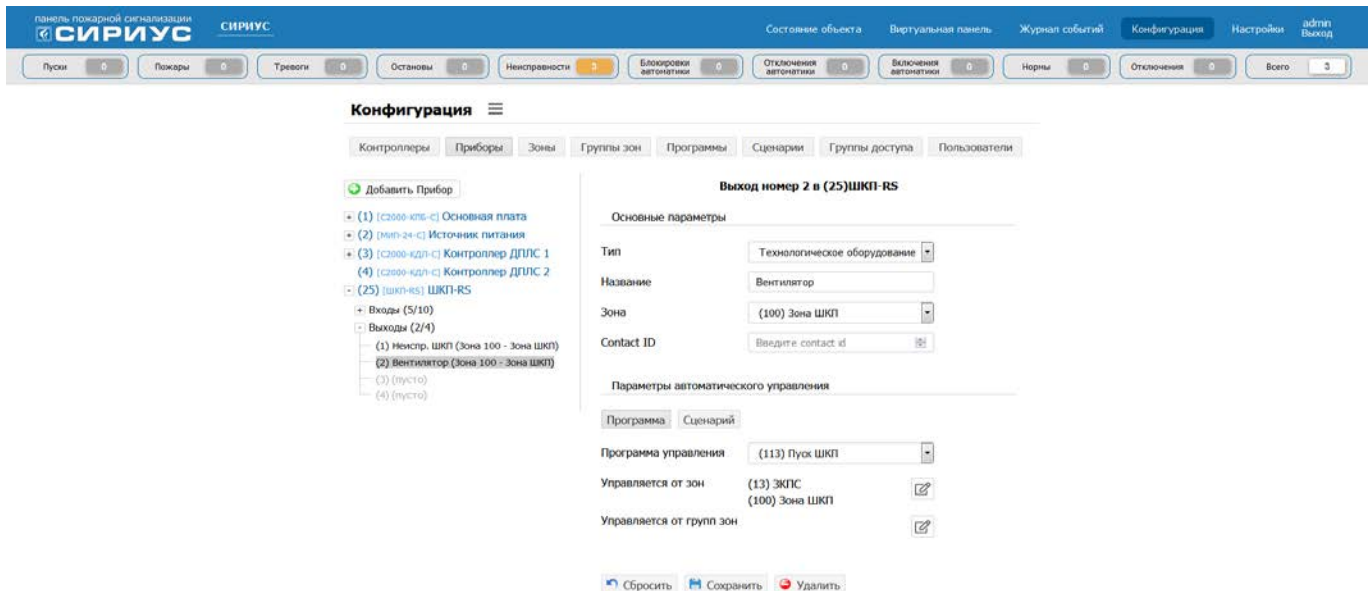 панель пожарной сигнализации
СИРИУС
СИРИУС
Состояние объекта
Виртуальная панель
Журнал событий
Конфигурация
Настройки
admin
Выход
Пуски 0
Пожары 0
Тревоги 0
Остановы 0
Неисправности 3
Блокировки автоматики 0
Отключения автоматики 0
Включения автоматики 0
Нормы 0
Отключения 0
Всего 3
Конфигурация
Контроллеры
Приборы
Зоны
Группы зон
Программы
Сценарии
Группы доступа
Пользователи
Добавить Прибор
(1) [С2000-КПБ-С] Основная плата
(2) [МИП-24-С] Источник питания
(3) [С2000-КДЛ-С] Контроллер ДПЛС 1
(4) [С2000-КДЛ-С] Контроллер ДПЛС 2
(25) [ШКП-RS] ШКП-RS
Входы (5/10)
Выходы (2/4)
(1) Неиспр. ШКП (Зона 100 - Зона ШКП)
(2) Вентилятор (Зона 100 - Зона ШКП)
(3) (пусто)
(4) (пусто)
Выход номер 2 в (25)ШКП-RS
Основные параметры
Тип
Технологическое оборудование
Название
Вентилятор
Зона
(100) Зона ШКП
Contact ID
Введите contact id
Параметры автоматического управления
Программа
Сценарий
Программа управления
(113) Пуск ШКП
Управляется от зон
(13) ЗКПС
(100) Зона ШКП
Управляется от групп зон
Сбросить
Сохранить
Удалить